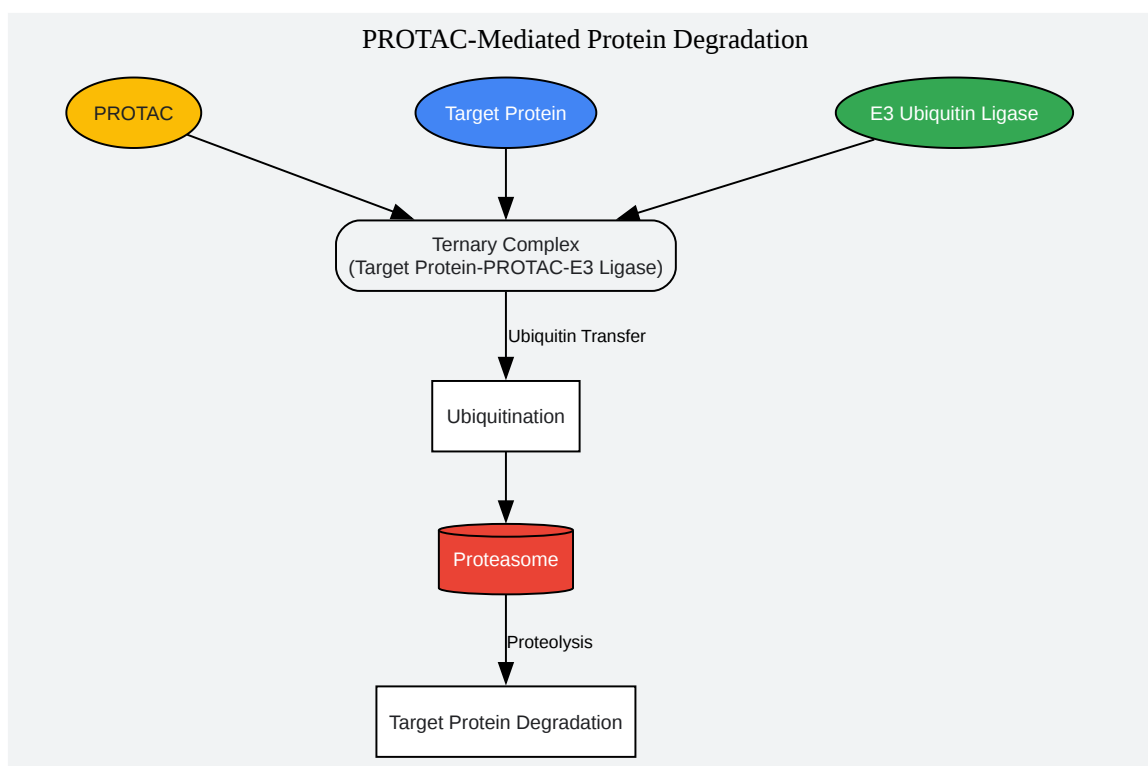 PROTAC-Mediated Protein Degradation
PROTAC
Target Protein
E3 Ubiquitin Ligase
Ternary Complex
(Target Protein-PROTAC-E3 Ligase)
Ubiquitin Transfer
Ubiquitination
Proteasome
Proteolysis
Target Protein Degradation